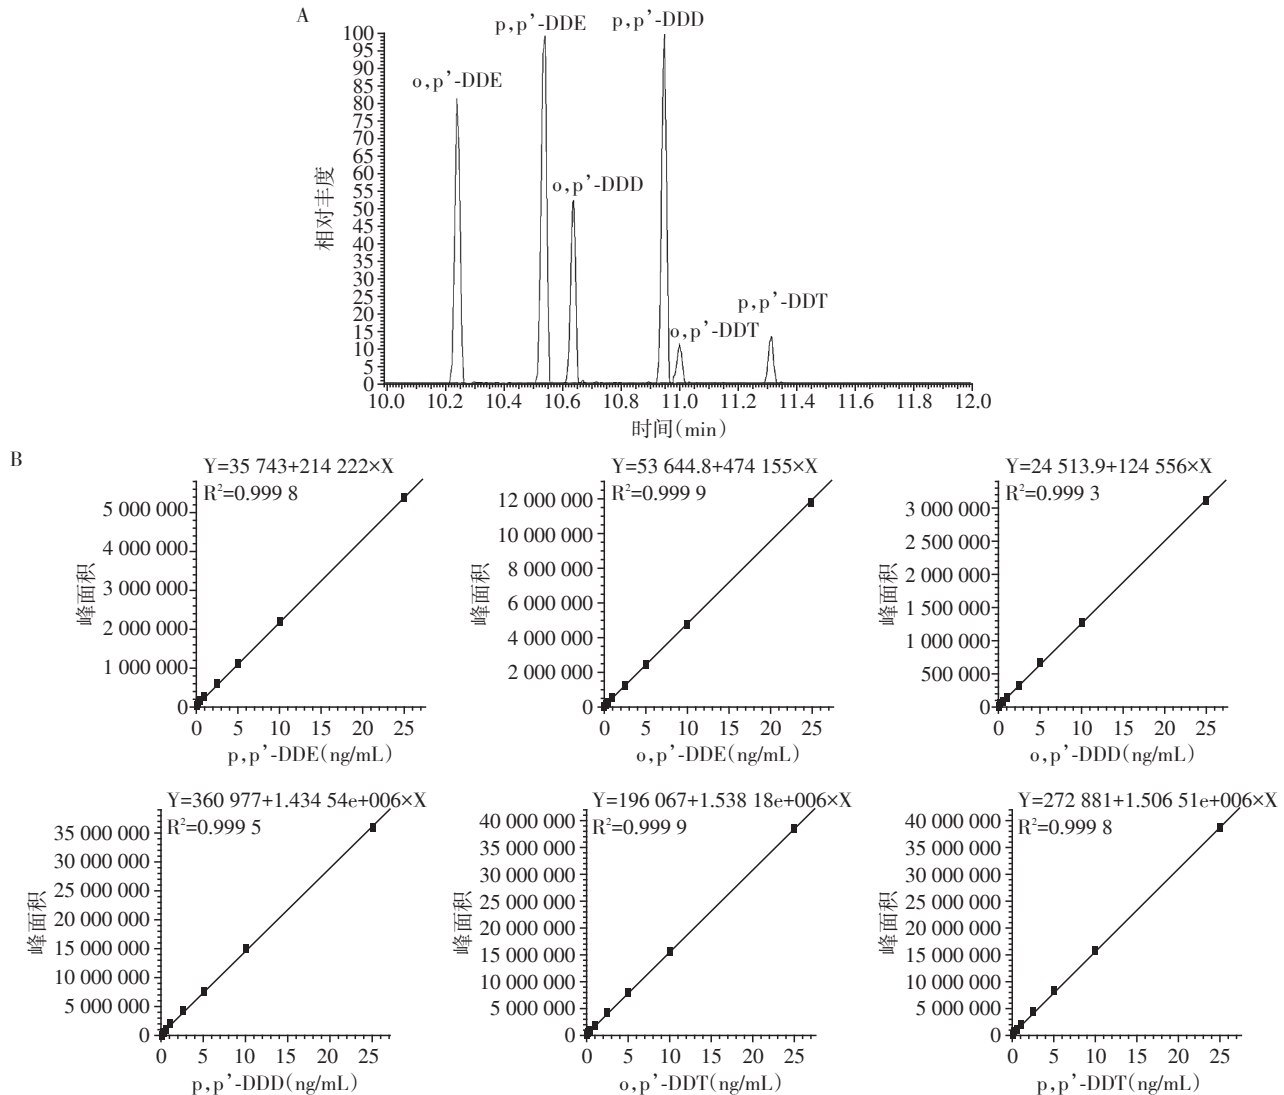 A
p,p’-DDE
p,p’-DDD
o,p’-DDE
o,p’-DDD
p,p’-DDT
o,p’-DDT
100
95
90
85
80
75
70
65
60
55
50
45
40
35
30
25
20
15
10
5
0
相对丰度
10.0 10.2 10.4 10.6 10.8 11.0 11.2 11.4 11.6 11.8 12.0
时间(min)
B
Y=35 743+214 222×X
R²=0.999 8
5 000 000
4 000 000
3 000 000
2 000 000
1 000 000
0
峰面积
0 5 10 15 20 25
p,p’-DDE(ng/mL)
Y=53 644.8+474 155×X
R²=0.999 9
12 000 000
10 000 000
8 000 000
6 000 000
4 000 000
2 000 000
0
峰面积
0 5 10 15 20 25
o,p’-DDE(ng/mL)
Y=24 513.9+124 556×X
R²=0.999 3
3 000 000
2 500 000
2 000 000
1 500 000
1 000 000
500 000
0
峰面积
0 5 10 15 20 25
o,p’-DDD(ng/mL)
Y=360 977+1.434 54e+006×X
R²=0.999 5
35 000 000
30 000 000
25 000 000
20 000 000
15 000 000
10 000 000
5 000 000
0
峰面积
0 5 10 15 20 25
p,p’-DDD(ng/mL)
Y=196 067+1.538 18e+006×X
R²=0.999 9
40 000 000
35 000 000
30 000 000
25 000 000
20 000 000
15 000 000
10 000 000
5 000 000
0
峰面积
0 5 10 15 20 25
o,p’-DDT(ng/mL)
Y=272 881+1.506 51e+006×X
R²=0.999 8
40 000 000
35 000 000
30 000 000
25 000 000
20 000 000
15 000 000
10 000 000
5 000 000
0
峰面积
0 5 10 15 20 25
p,p’-DDT(ng/mL)